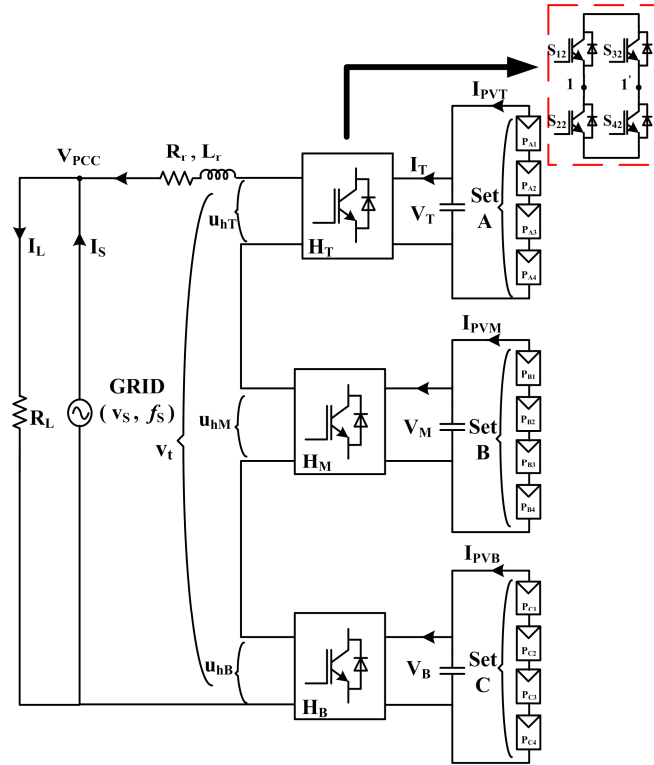 S12 S32
1 1'
S22 S42
IPVT
VPCC
Rr , Lr
IT
PA1
PA2
PA3
PA4
VT
Set
A
uhT
HT
IL
IS
IPVM
GRID
( vS , fS )
RL
vt
uhM
HM
VM
Set
B
PB1
PB2
PB3
PB4
IPVB
uhB
HB
VB
Set
C
PC1
PC2
PC3
PC4